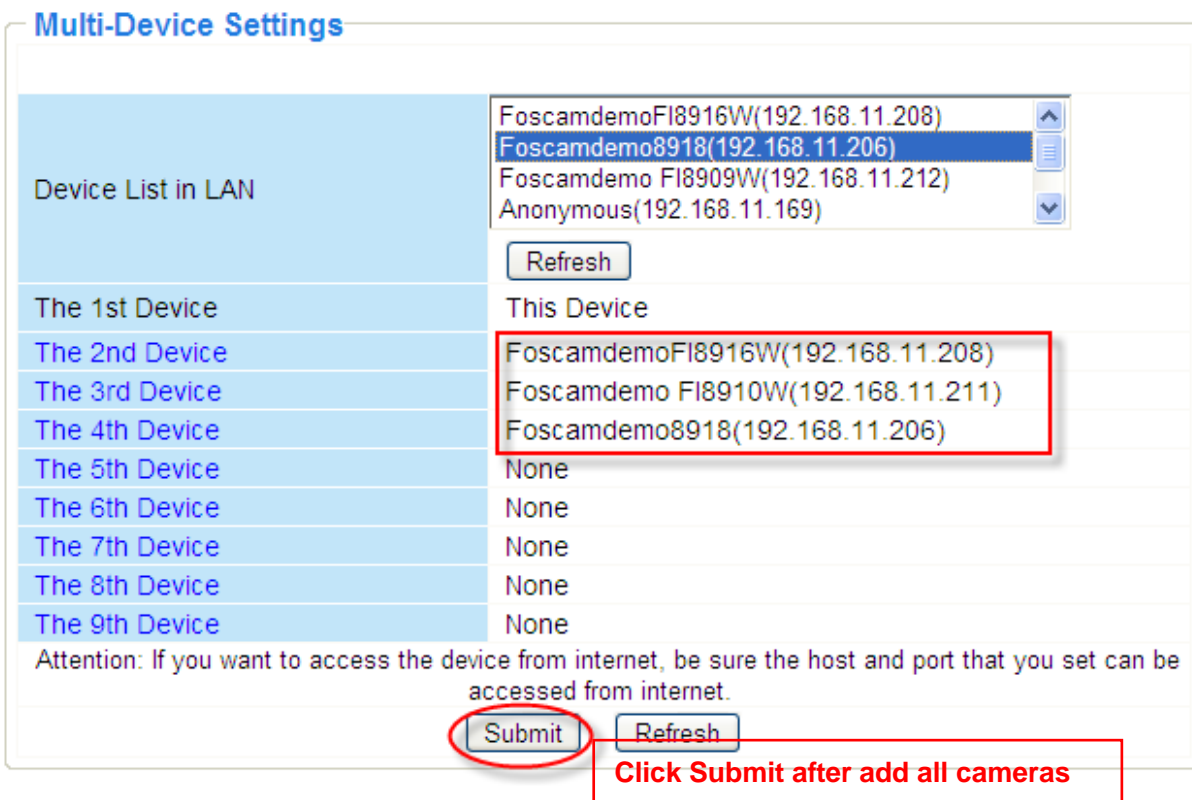 Multi-Device Settings
Device List in LAN
FoscamdemoFI8916W(192.168.11.208)
Foscamdemo8918(192.168.11.206)
Foscamdemo FI8909W(192.168.11.212)
Anonymous(192.168.11.169)
Refresh
The 1st Device This Device
The 2nd Device FoscamdemoFI8916W(192.168.11.208)
The 3rd Device Foscamdemo FI8910W(192.168.11.211)
The 4th Device Foscamdemo8918(192.168.11.206)
The 5th Device None
The 6th Device None
The 7th Device None
The 8th Device None
The 9th Device None
Attention: If you want to access the device from internet, be sure the host and port that you set can be
accessed from internet.
Submit Refresh
Click Submit after add all cameras